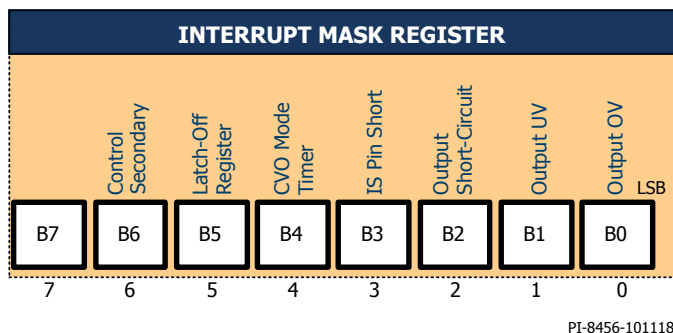 INTERRUPT MASK REGISTER
Control
Secondary
Latch-Off
Register
CVO Mode
Timer
IS Pin Short
Output
Short-Circuit
Output UV
Output OV
LSB
B7 B6 B5 B4 B3 B2 B1 B0
7 6 5 4 3 2 1 0
PI-8456-101118